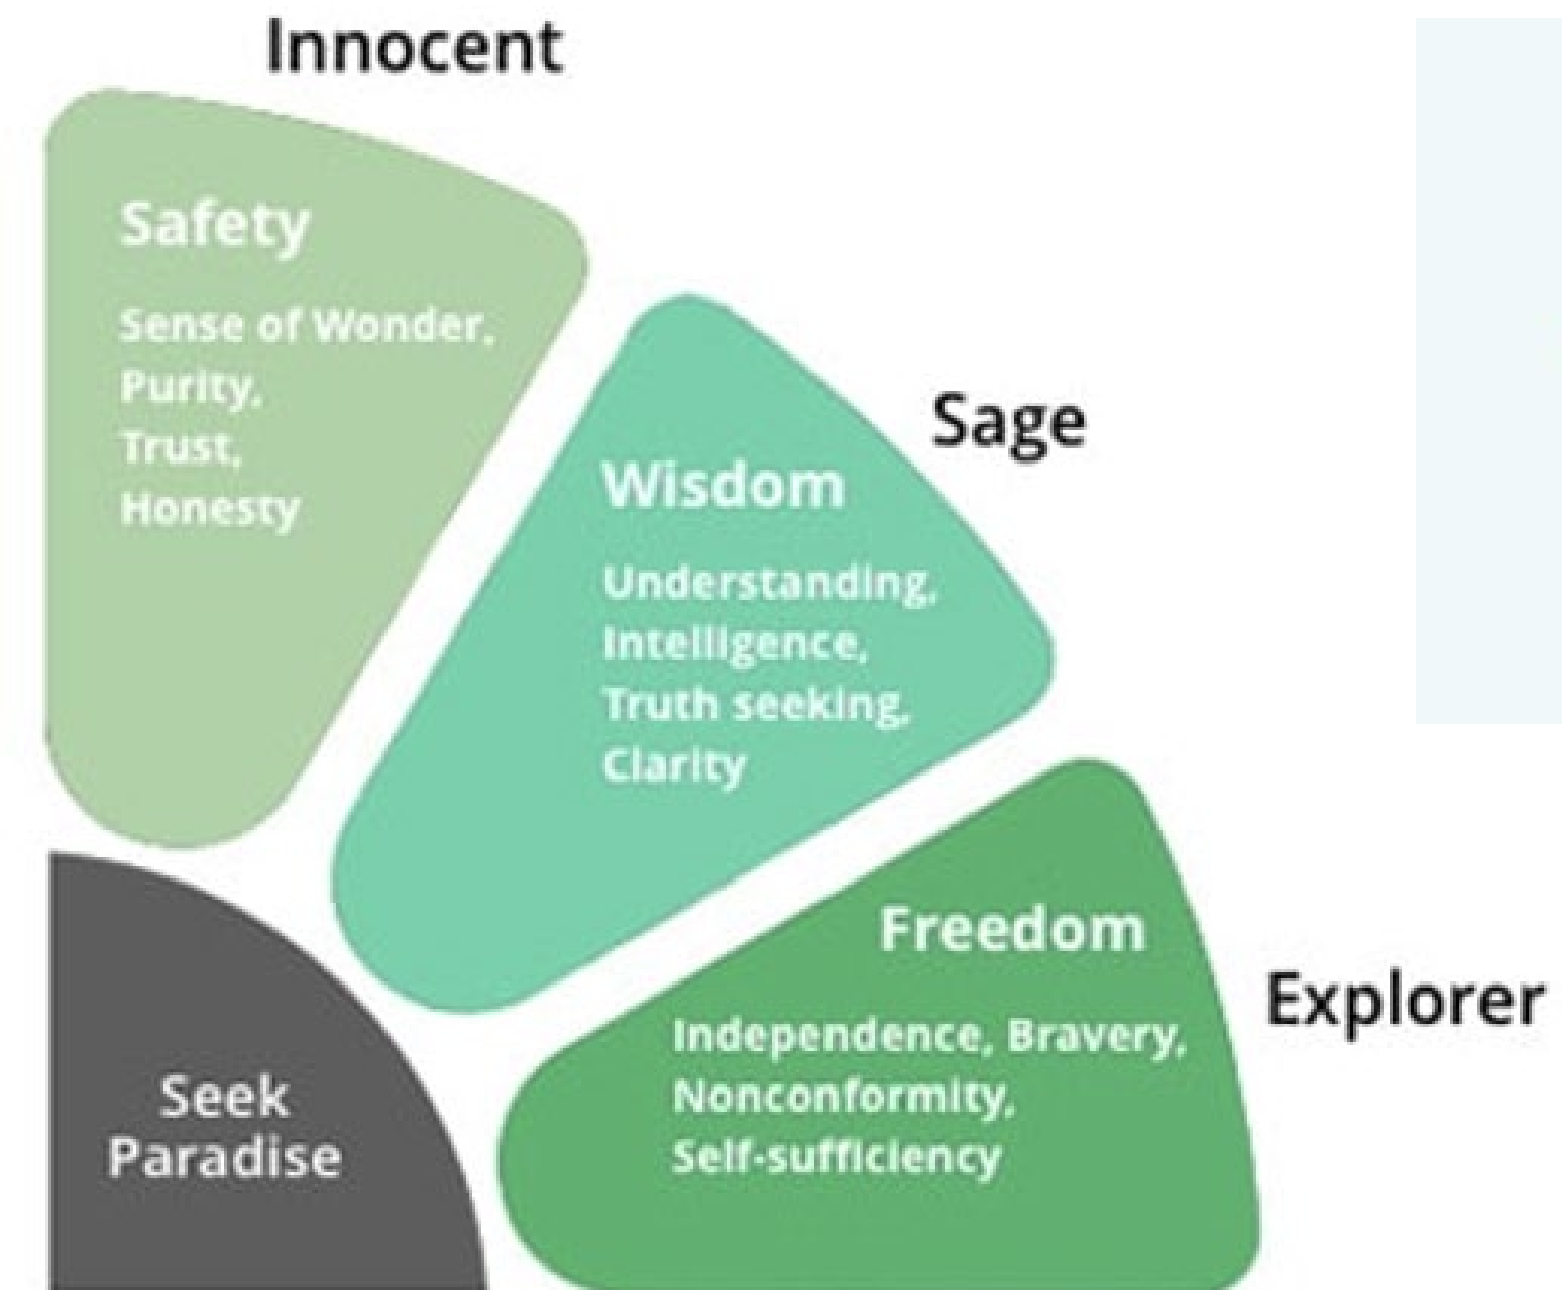 Innocent
Safety
Sense of Wonder,
Purity,
Trust,
Honesty
Sage
Wisdom
Understanding,
Intelligence,
Truth seeking,
Clarity
Explorer
Freedom
Independence, Bravery,
Nonconformity,
Self-sufficiency
Seek
Paradise